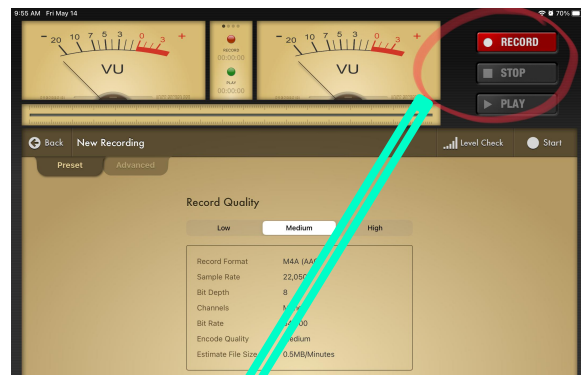 9:55 AM Fri May 14
70%
- 20 10 7 5 3 0 3 +
VU
RECORD
00:00:00
PLAY
00:00:00
- 20 10 7 5 3 0 3 +
VU
RECORD
STOP
PLAY
Back New Recording Level Check Start
Preset Advanced
Record Quality
Low Medium High
Record Format M4A
Sample Rate
Bit Depth 8
Channels
Bit Rate
Encode Quality Medium
Estimate File Size 0.5MB/Minutes